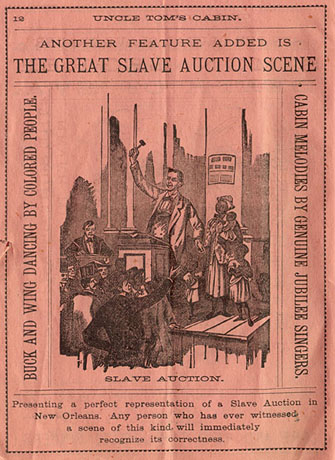 12 UNCLE TOM'S CABIN.
ANOTHER FEATURE ADDED IS
THE GREAT SLAVE AUCTION SCENE
BUCK AND WING DANCING BY COLORED PEOPLE.
CABIN MELODIES BY GENUINE JUBILEE SINGERS.
SLAVE AUCTION.
Presenting a perfect representation of a Slave Auction in
New Orleans. Any person who has ever witnessed
a scene of this kind will immediately
recognize its correctness.